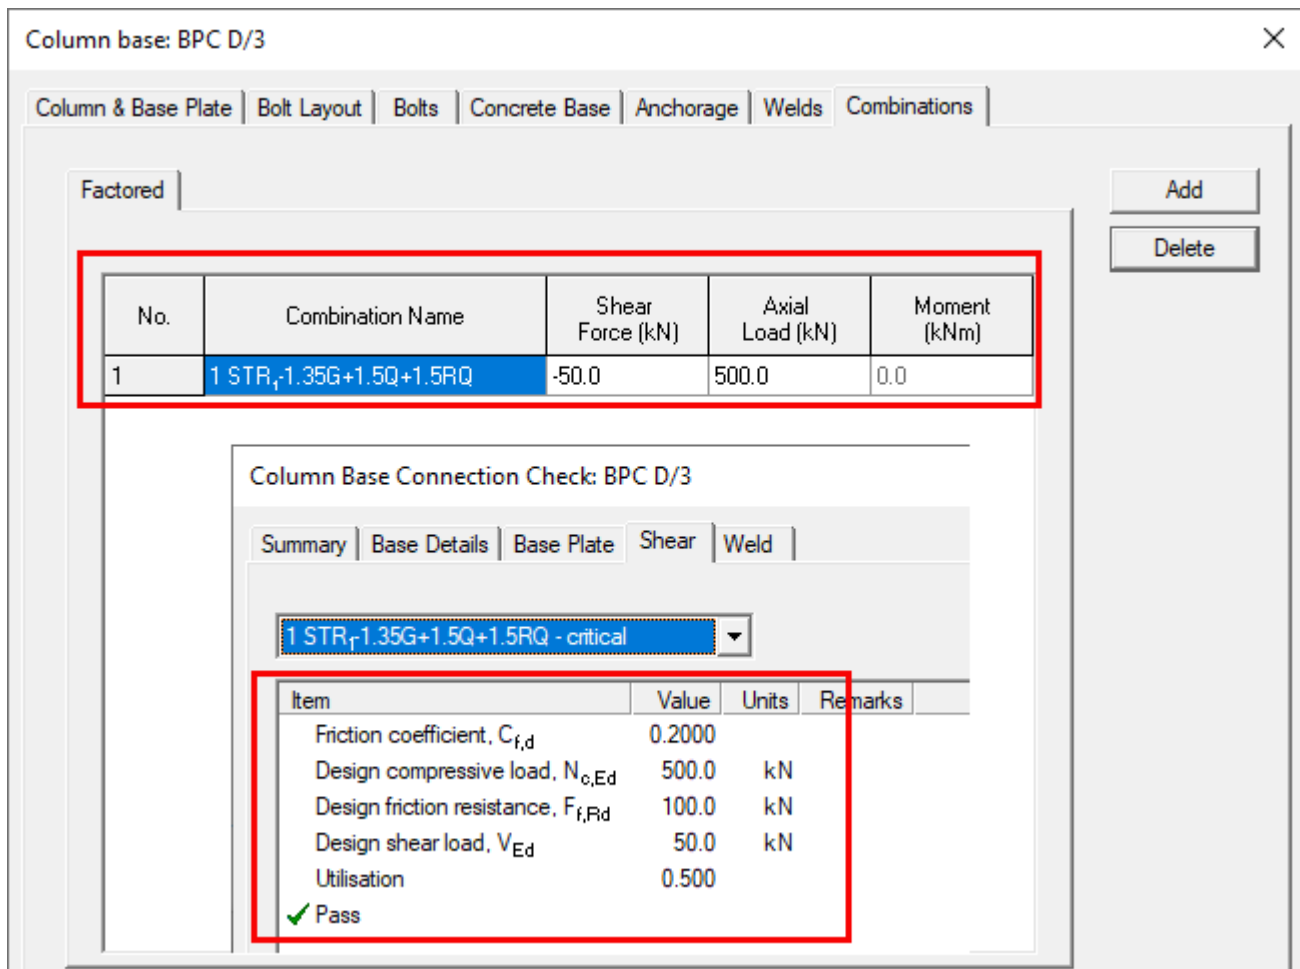 Column base: BPC D/3
Column & Base Plate Bolt Layout Bolts Concrete Base Anchorage Welds Combinations
Factored
Add
Delete
No. Combination Name Shear Force (kN) Axial Load (kN) Moment (kNm)
1 1 STR₁-1.35G+1.5Q+1.5RQ -50.0 500.0 0.0
Column Base Connection Check: BPC D/3
Summary Base Details Base Plate Shear Weld
1 STR₁-1.35G+1.5Q+1.5RQ - critical
Item Value Units Remarks
Friction coefficient, Cf,d 0.2000
Design compressive load, Nc,Ed 500.0 kN
Design friction resistance, Ff,Rd 100.0 kN
Design shear load, VEd 50.0 kN
Utilisation 0.500
Pass